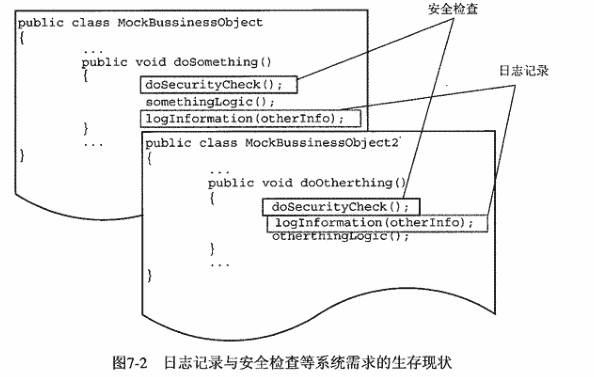 安全检查
public class MockBussinessObject
{
...
public void doSomething()
{
doSecurityCheck();
somethingLogic();
日志记录
logInformation(otherInfo);
}
...
}
public class MockBussinessObject2
{
...
public void doOtherthing()
{
doSecurityCheck();
logInformation(otherInfo);
otherthingLogic();
}
...
}
图7-2 日志记录与安全检查等系统需求的生存现状